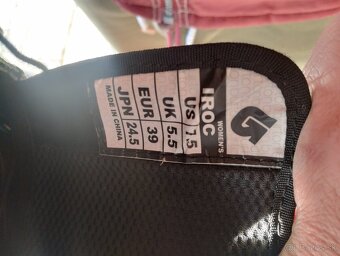 IROC
WOMEN'S
US 7.5
UK 5.5
EUR 39
JPN 24.5
MADE IN CHINA